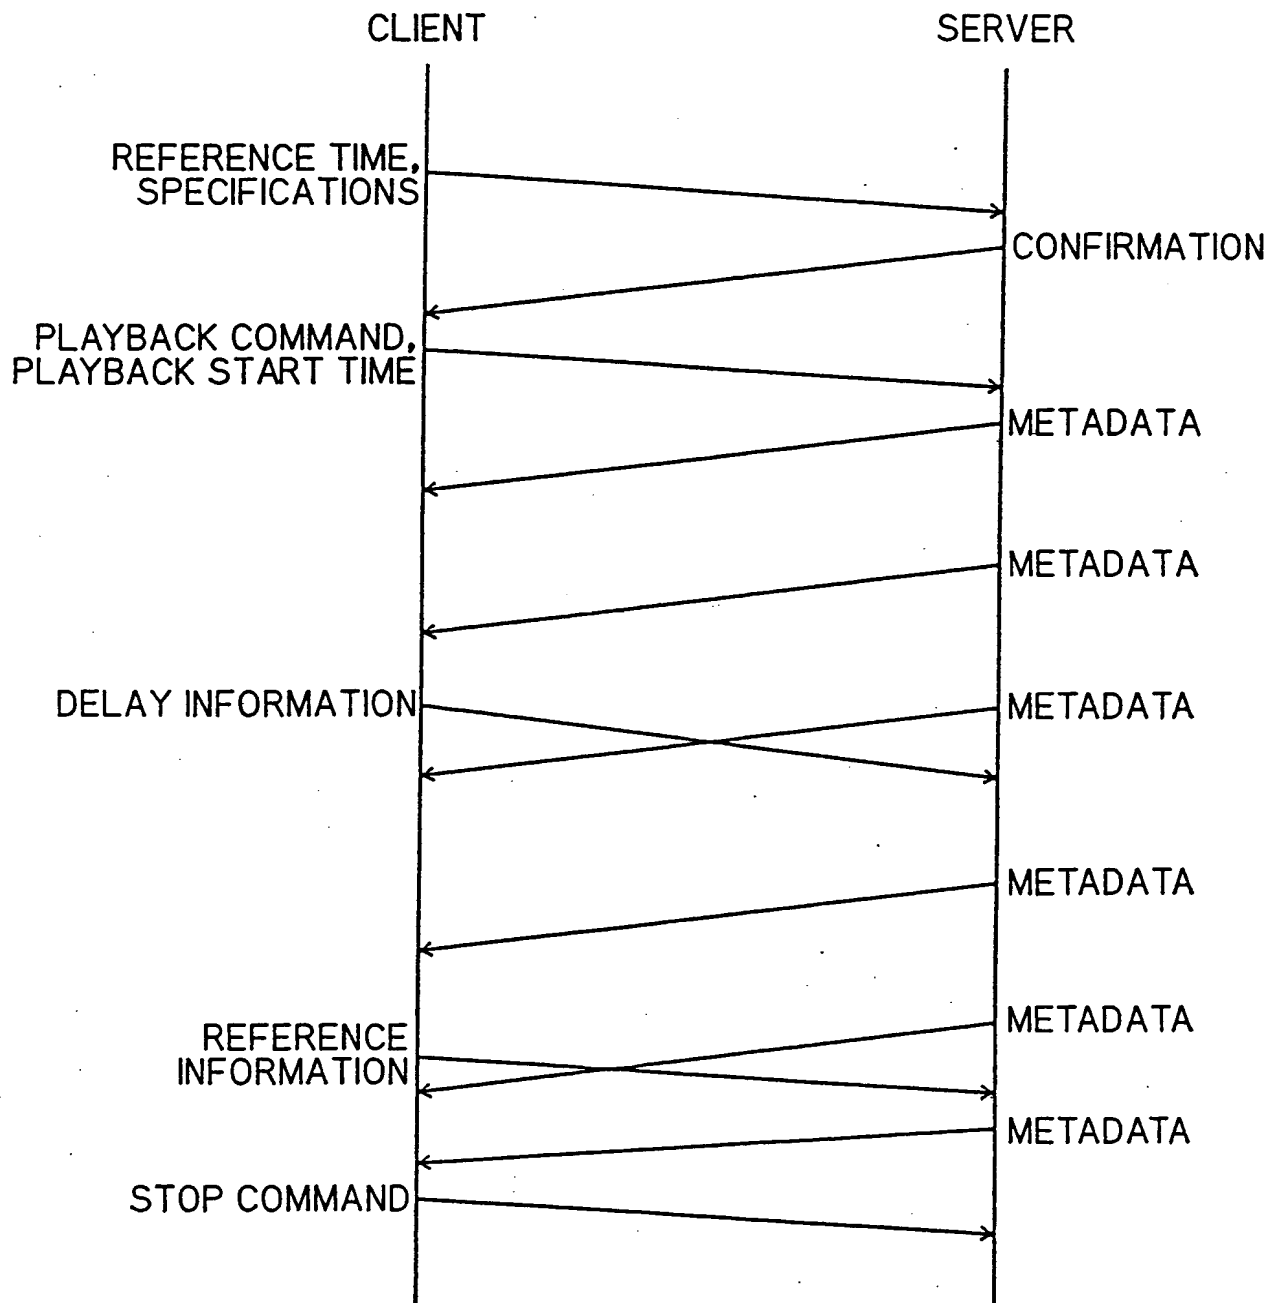 CLIENT
SERVER
REFERENCE TIME,
SPECIFICATIONS
CONFIRMATION
PLAYBACK COMMAND,
PLAYBACK START TIME
METADATA
METADATA
DELAY INFORMATION
METADATA
METADATA
METADATA
REFERENCE
INFORMATION
METADATA
STOP COMMAND